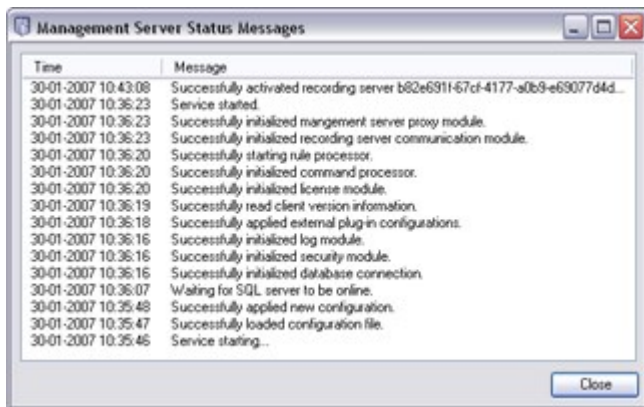 Management Server Status Messages
Time Message
30-01-2007 10:43:08 Successfully activated recording server b82e691f-67cf-4177-a0b9-e69077d4d...
30-01-2007 10:36:23 Service started.
30-01-2007 10:36:23 Successfully initialized mangement server proxy module.
30-01-2007 10:36:23 Successfully initialized recording server communication module.
30-01-2007 10:36:20 Successfully starting rule processor.
30-01-2007 10:36:20 Successfully initialized command processor.
30-01-2007 10:36:20 Successfully initialized license module.
30-01-2007 10:36:19 Successfully read client version information.
30-01-2007 10:36:18 Successfully applied external plug-in configurations.
30-01-2007 10:36:16 Successfully initialized log module.
30-01-2007 10:36:16 Successfully initialized security module.
30-01-2007 10:36:16 Successfully initialized database connection.
30-01-2007 10:36:07 Waiting for SQL server to be online.
30-01-2007 10:35:48 Successfully applied new configuration.
30-01-2007 10:35:47 Successfully loaded configuration file.
30-01-2007 10:35:46 Service starting...
Close